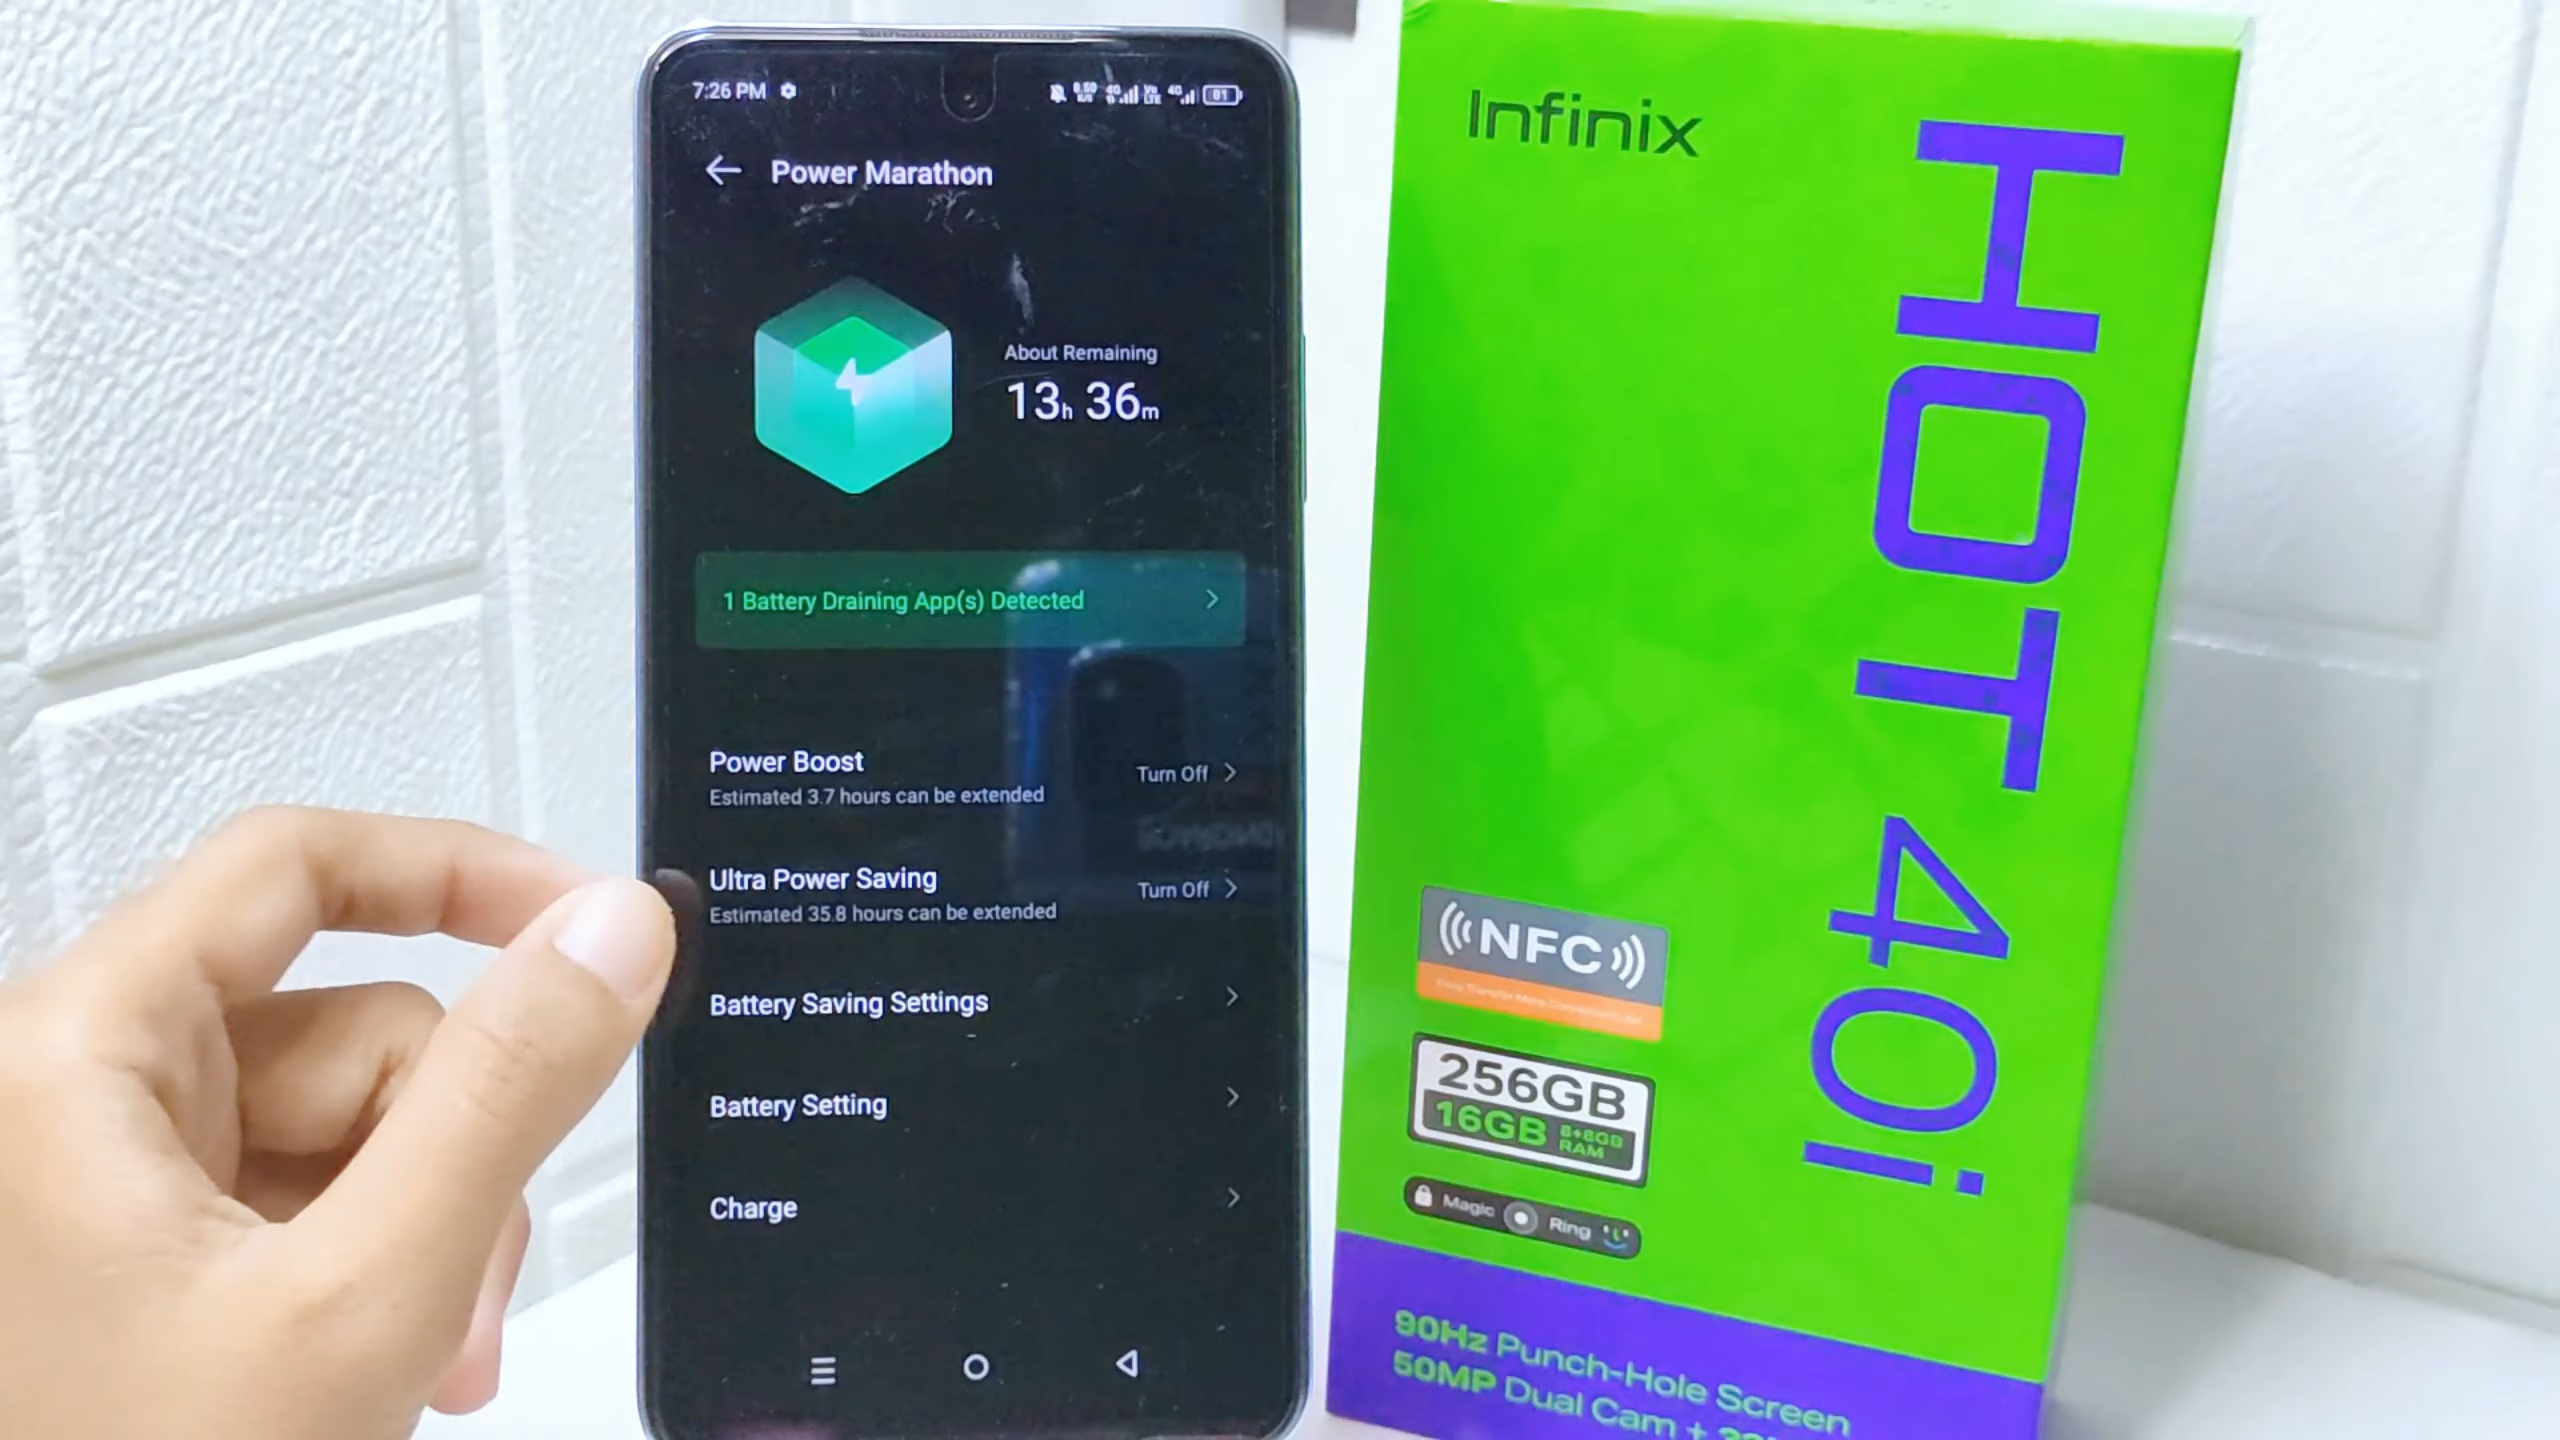 7:26 PM
81
Power Marathon
About Remaining
13h 36m
1 Battery Draining App(s) Detected
Power Boost
Turn Off
Estimated 3.7 hours can be extended
Ultra Power Saving
Turn Off
Estimated 35.8 hours can be extended
Battery Saving Settings
Battery Setting
Charge
Infinix
HOT 40i
NFC
256GB
16GB 8+8GB
RAM
Magic Ring
90Hz Punch-Hole Screen
50MP Dual Cam +